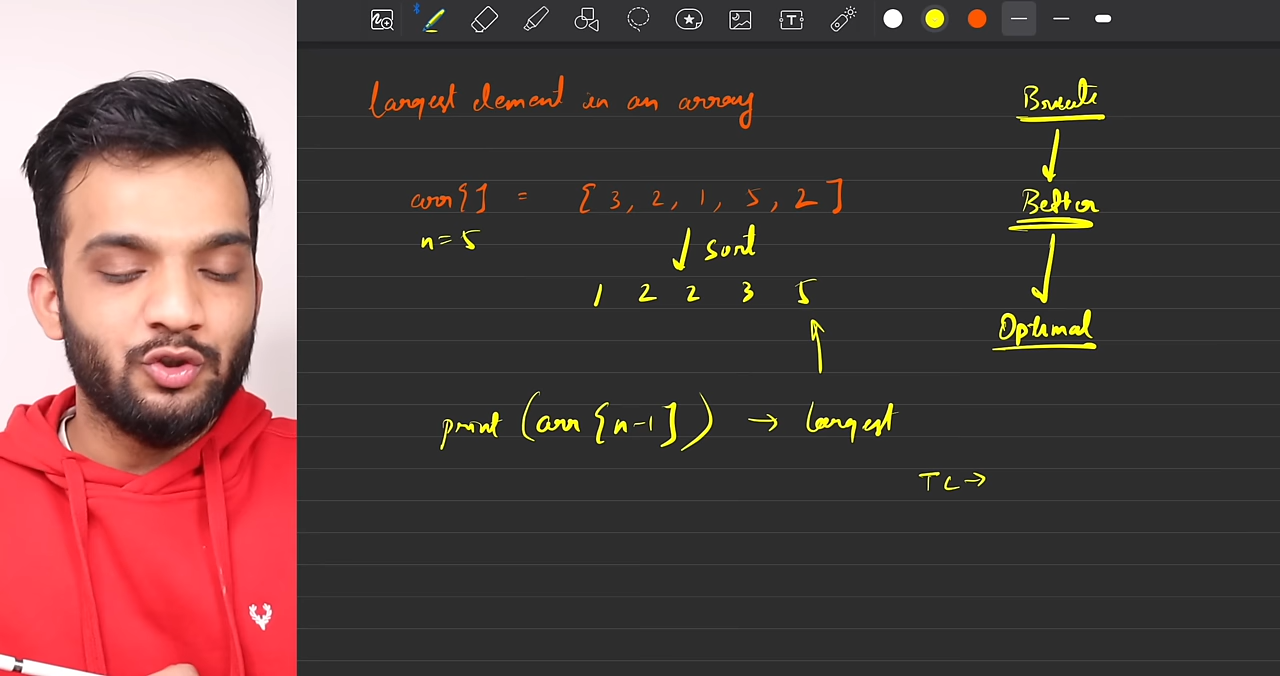 largest element in an array
Brute
arr[] = [3, 2, 1, 5, 2]
Better
n=5
sort
1 2 2 3 5
Optimal
print (arr[n-1]) → largest
TC →